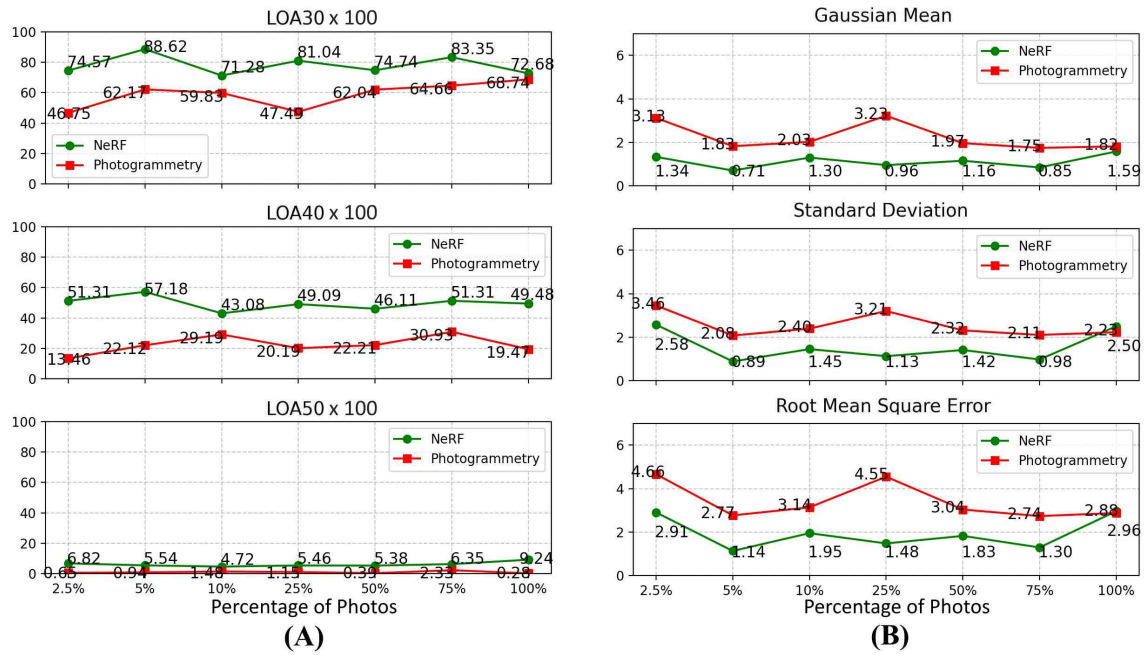 LOA30 x 100
100
80
60
40
20
0
74.57 88.62 71.28 81.04 74.74 83.35 72.68
46.75 62.17 59.83 47.49 62.04 64.66 68.74
NeRF
Photogrammetry
LOA40 x 100
100
80
60
40
20
0
NeRF
Photogrammetry
51.31 57.18 43.08 49.09 46.11 51.31 49.48
13.46 22.12 29.19 20.19 22.21 30.93 19.47
LOA50 x 100
100
80
60
40
20
0
NeRF
Photogrammetry
6.82 5.54 4.72 5.46 5.38 6.35 9.24
0.65 0.94 1.48 1.13 0.39 2.33 0.28
2.5% 5% 10% 25% 50% 75% 100%
Percentage of Photos
(A)
Gaussian Mean
6
4
2
0
NeRF
Photogrammetry
3.13 1.83 2.03 3.23 1.97 1.75 1.82
1.34 0.71 1.30 0.96 1.16 0.85 1.59
Standard Deviation
6
4
2
0
NeRF
Photogrammetry
3.46 2.08 2.40 3.21 2.32 2.11 2.23
2.58 0.89 1.45 1.13 1.42 0.98 2.50
Root Mean Square Error
6
4
2
0
NeRF
Photogrammetry
4.66 2.77 3.14 4.55 3.04 2.74 2.88
2.91 1.14 1.95 1.48 1.83 1.30 2.96
2.5% 5% 10% 25% 50% 75% 100%
Percentage of Photos
(B)